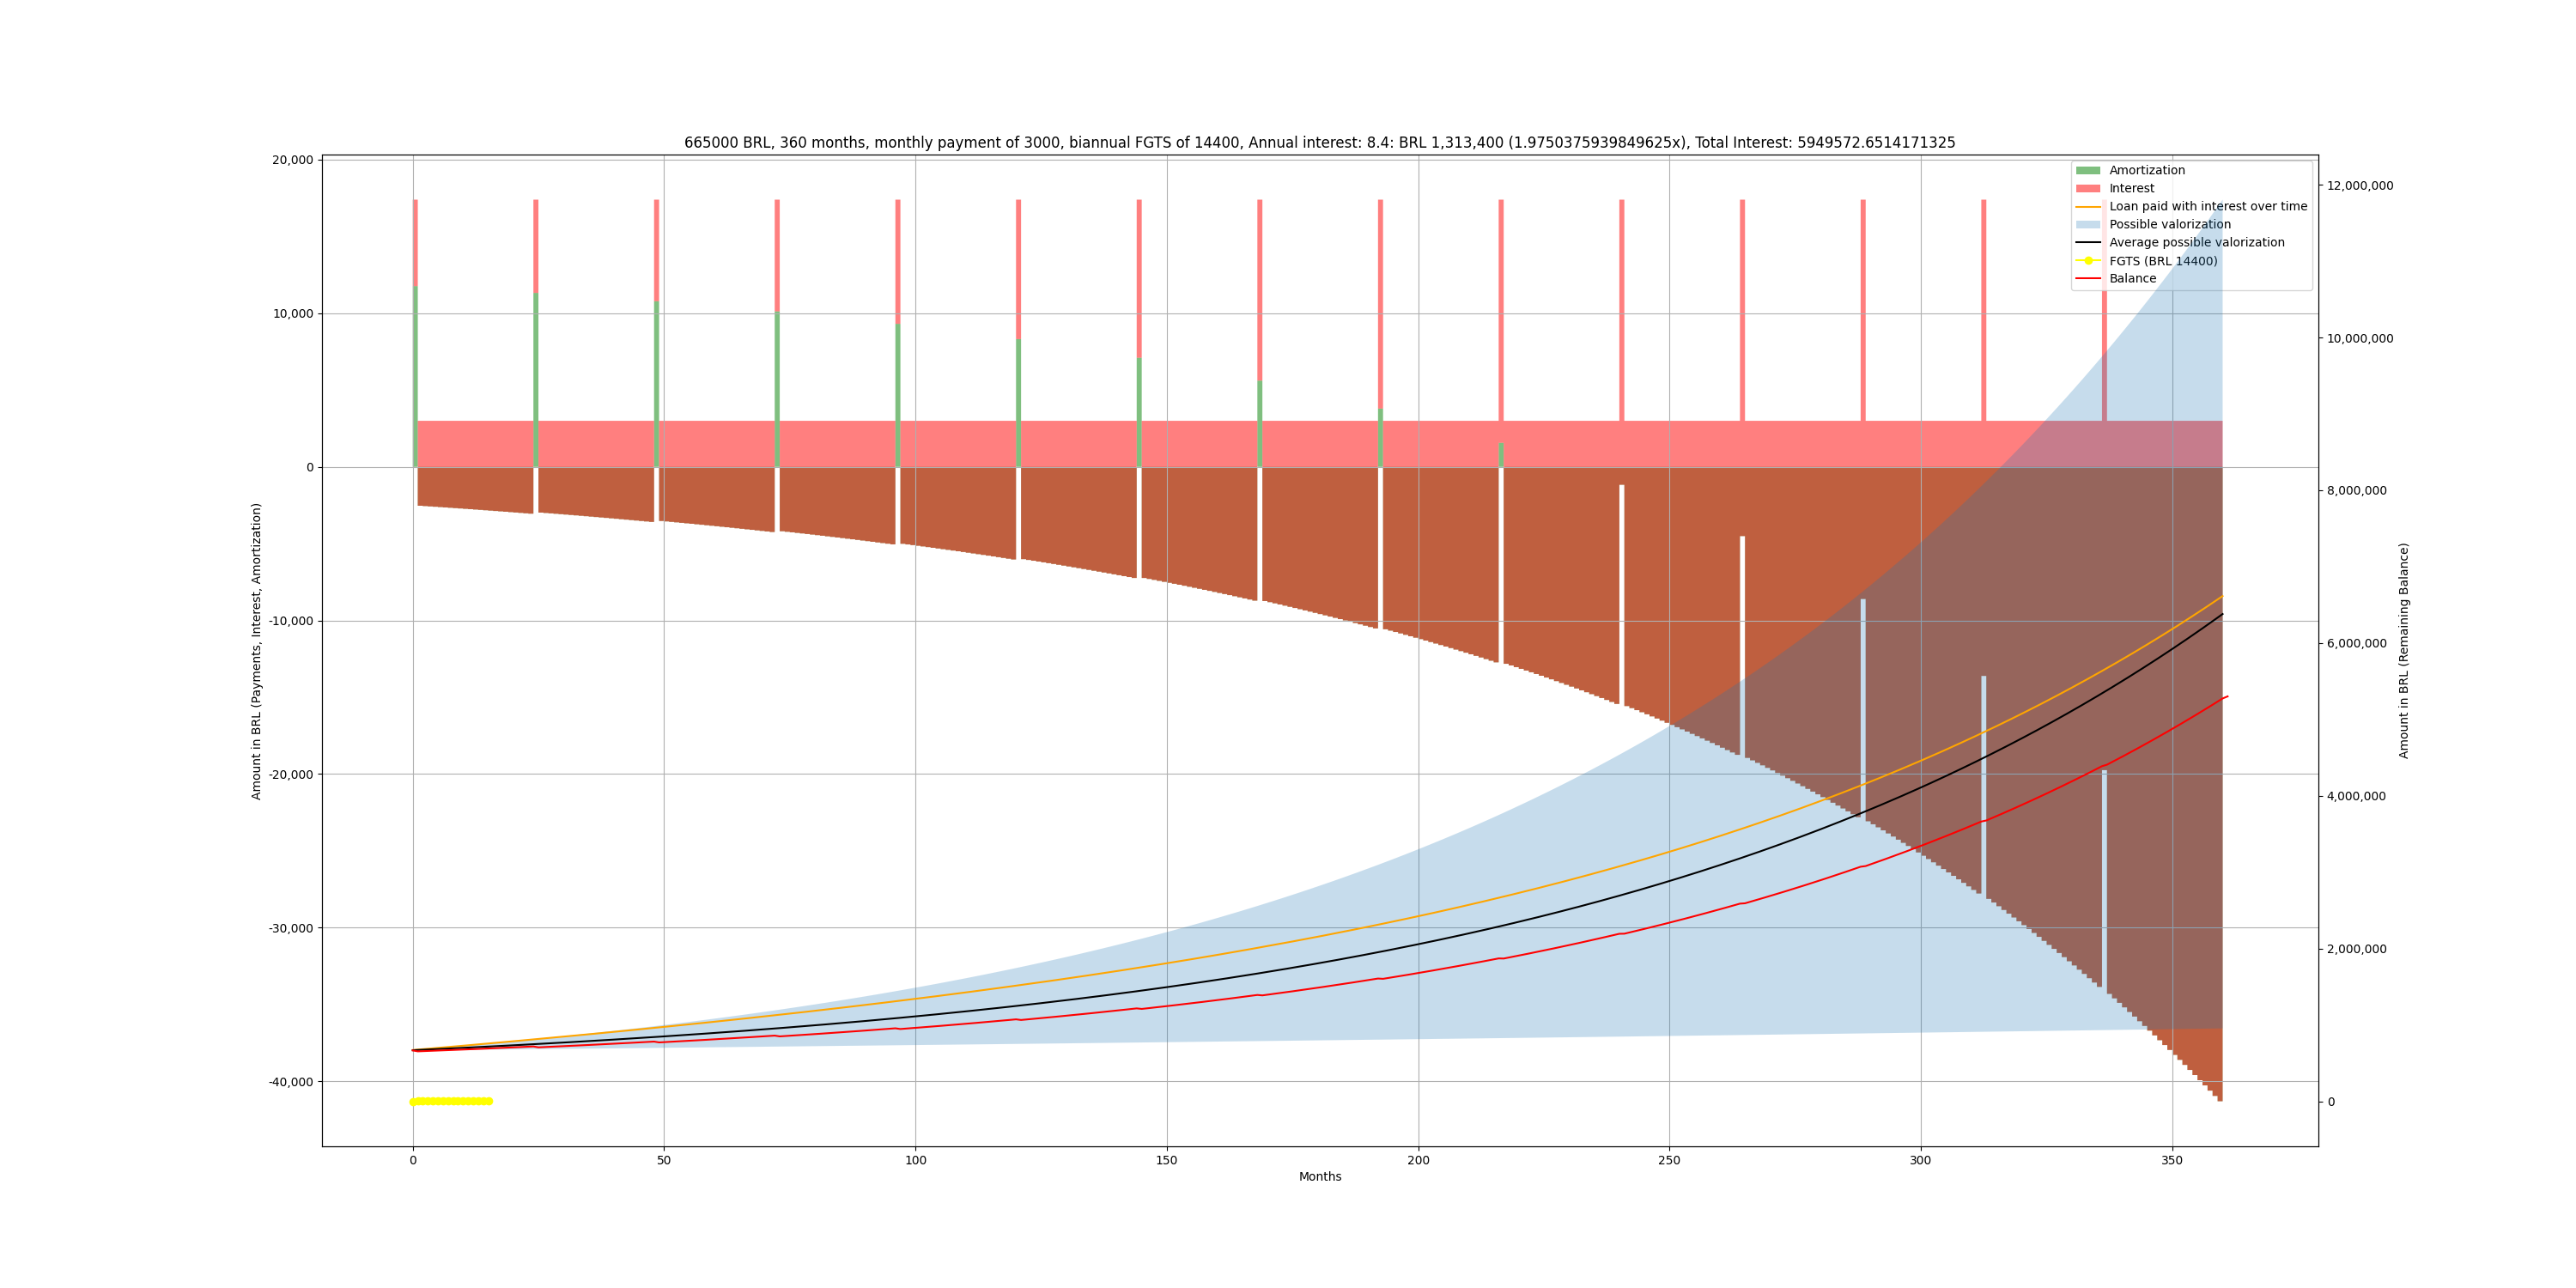 665000 BRL, 360 months, monthly payment of 3000, biannual FGTS of 14400, Annual interest: 8.4: BRL 1,313,400 (1.9750375939849625x), Total Interest: 5949572.6514171325
20,000
10,000
0
-10,000
-20,000
-30,000
-40,000
Amount in BRL (Payments, Interest, Amortization)
Amortization
Interest
Loan paid with interest over time
Possible valorization
Average possible valorization
FGTS (BRL 14400)
Balance
12,000,000
10,000,000
8,000,000
6,000,000
4,000,000
2,000,000
0
Amount in BRL (Remaining Balance)
0 50 100 150 200 250 300 350
Months